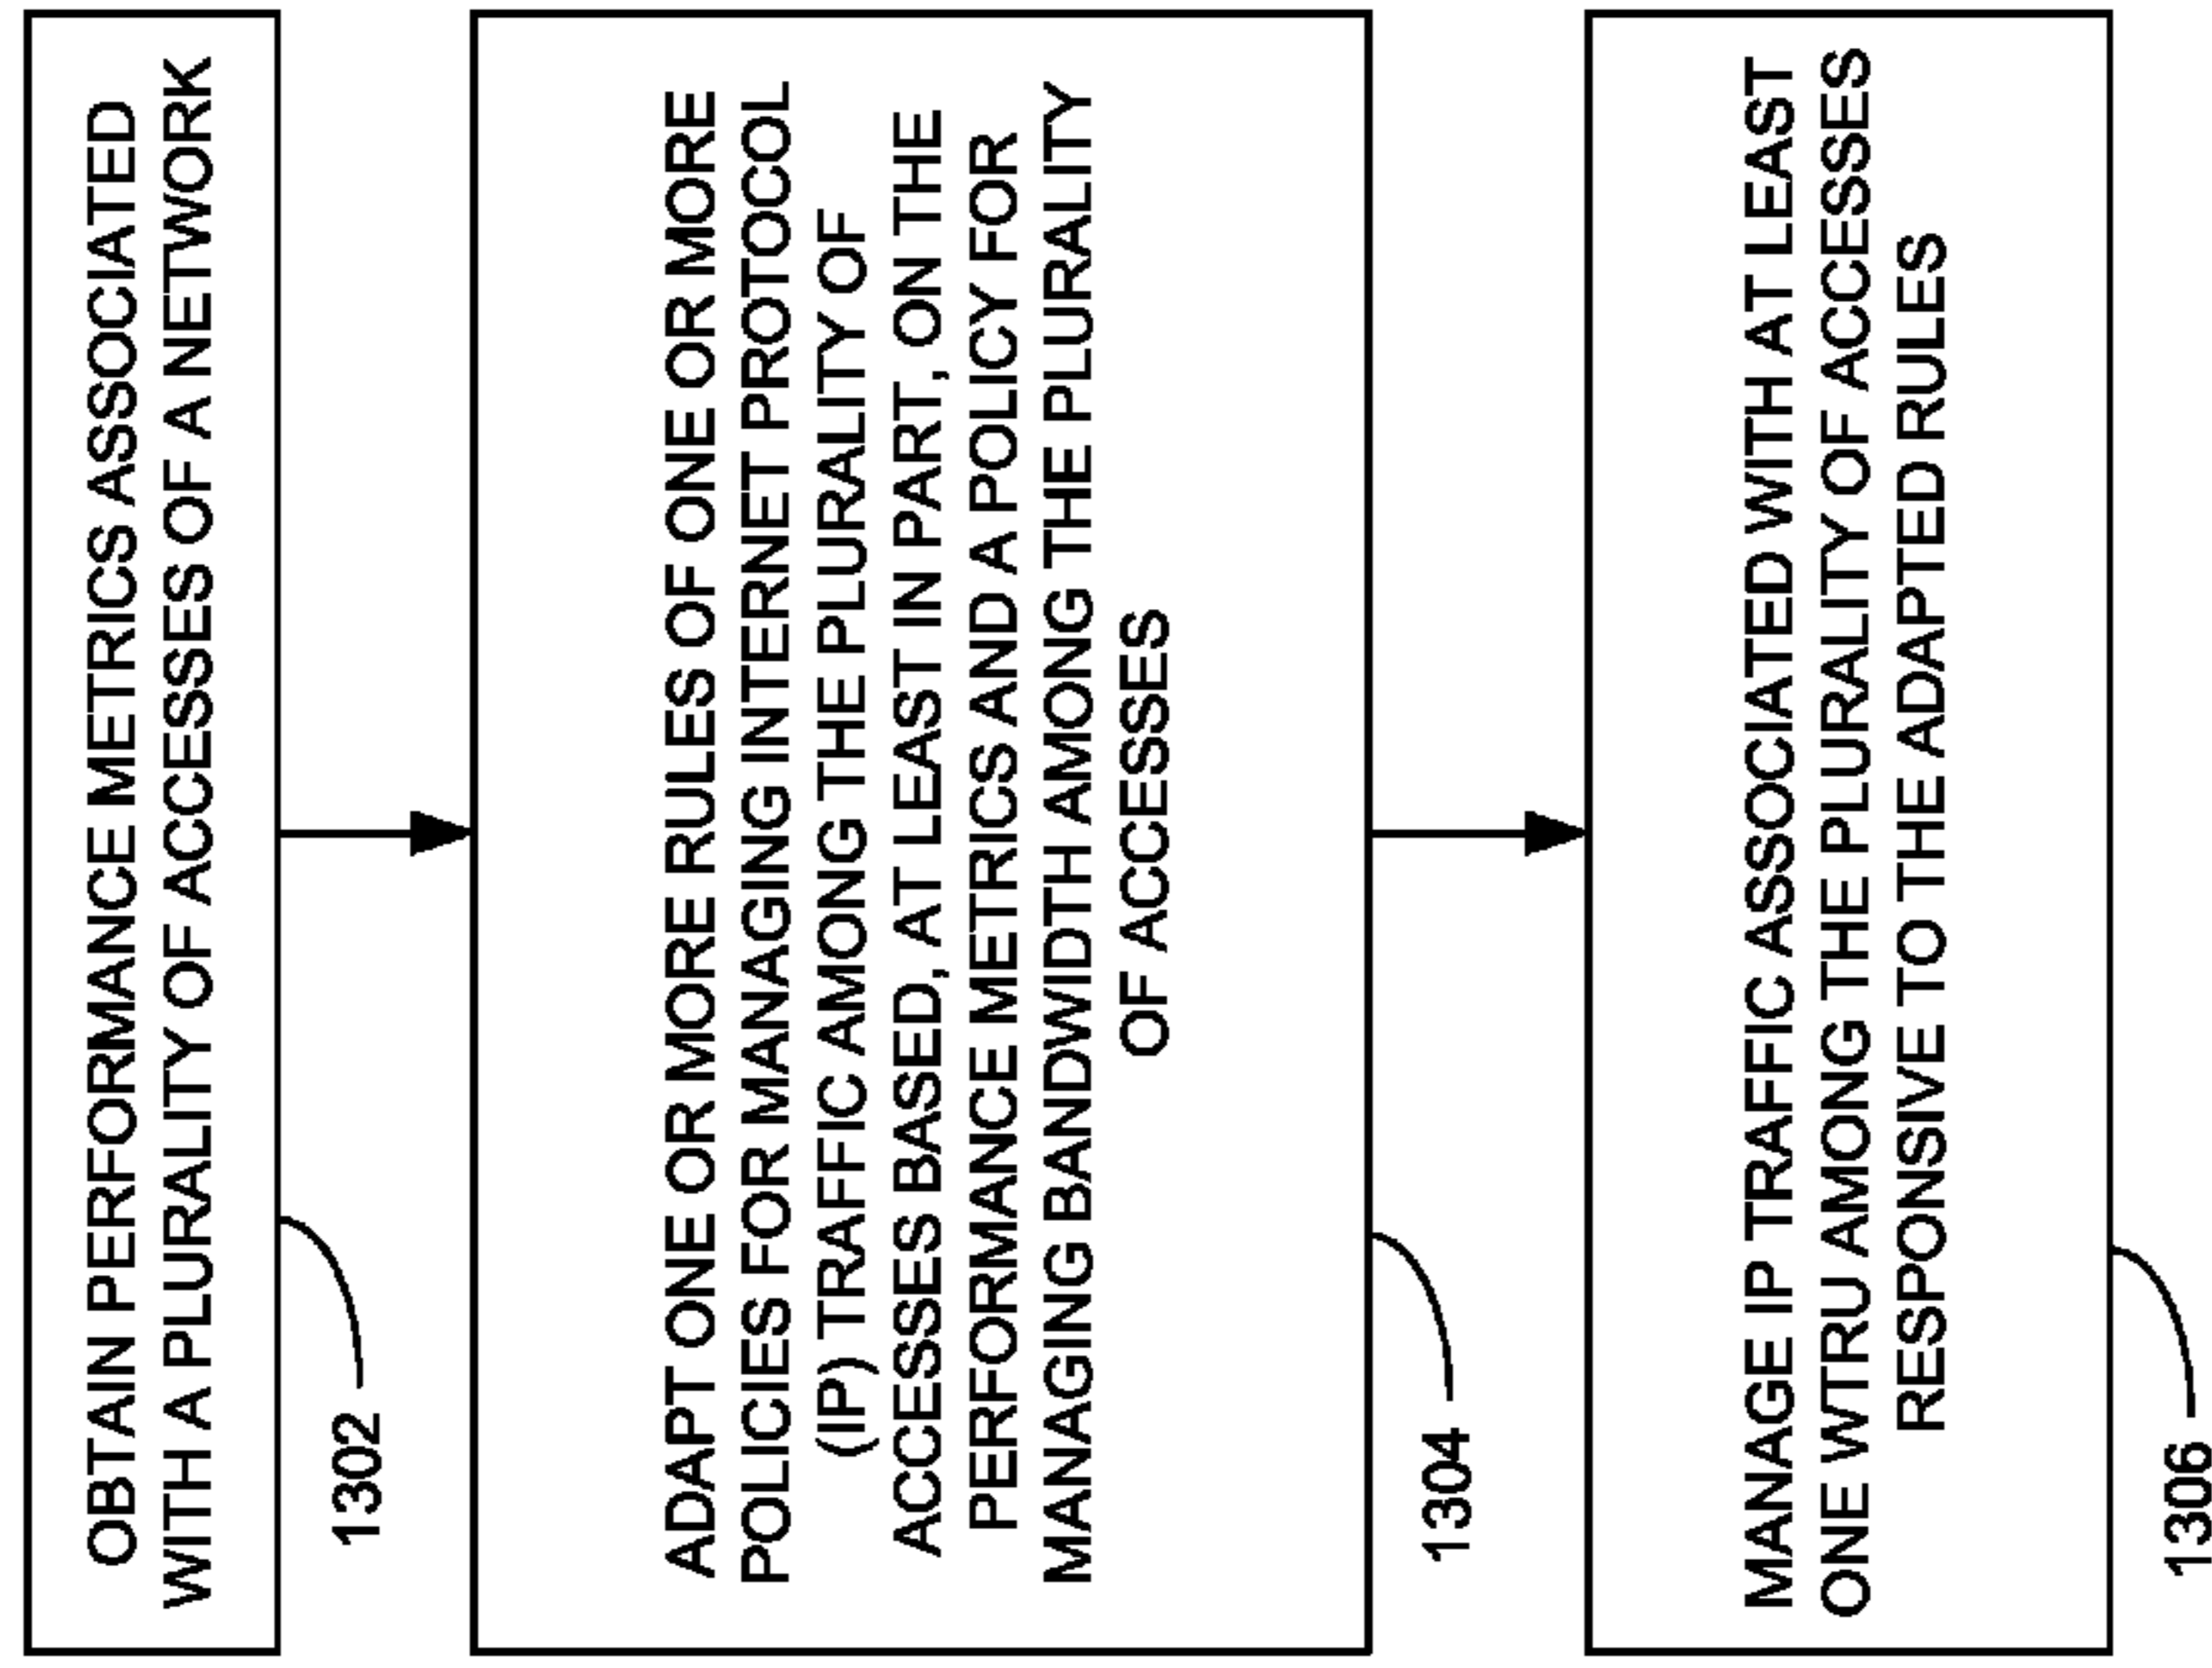 OBTAIN PERFORMANCE METRICS ASSOCIATED
WITH A PLURALITY OF ACCESSES OF A NETWORK
1302
ADAPT ONE OR MORE RULES OF ONE OR MORE
POLICIES FOR MANAGING INTERNET PROTOCOL
(IP) TRAFFIC AMONG THE PLURALITY OF
ACCESSES BASED, AT LEAST IN PART, ON THE
PERFORMANCE METRICS AND A POLICY FOR
MANAGING BANDWIDTH AMONG THE PLURALITY
OF ACCESSES
1304
MANAGE IP TRAFFIC ASSOCIATED WITH AT LEAST
ONE WTRU AMONG THE PLURALITY OF ACCESSES
RESPONSIVE TO THE ADAPTED RULES
1306